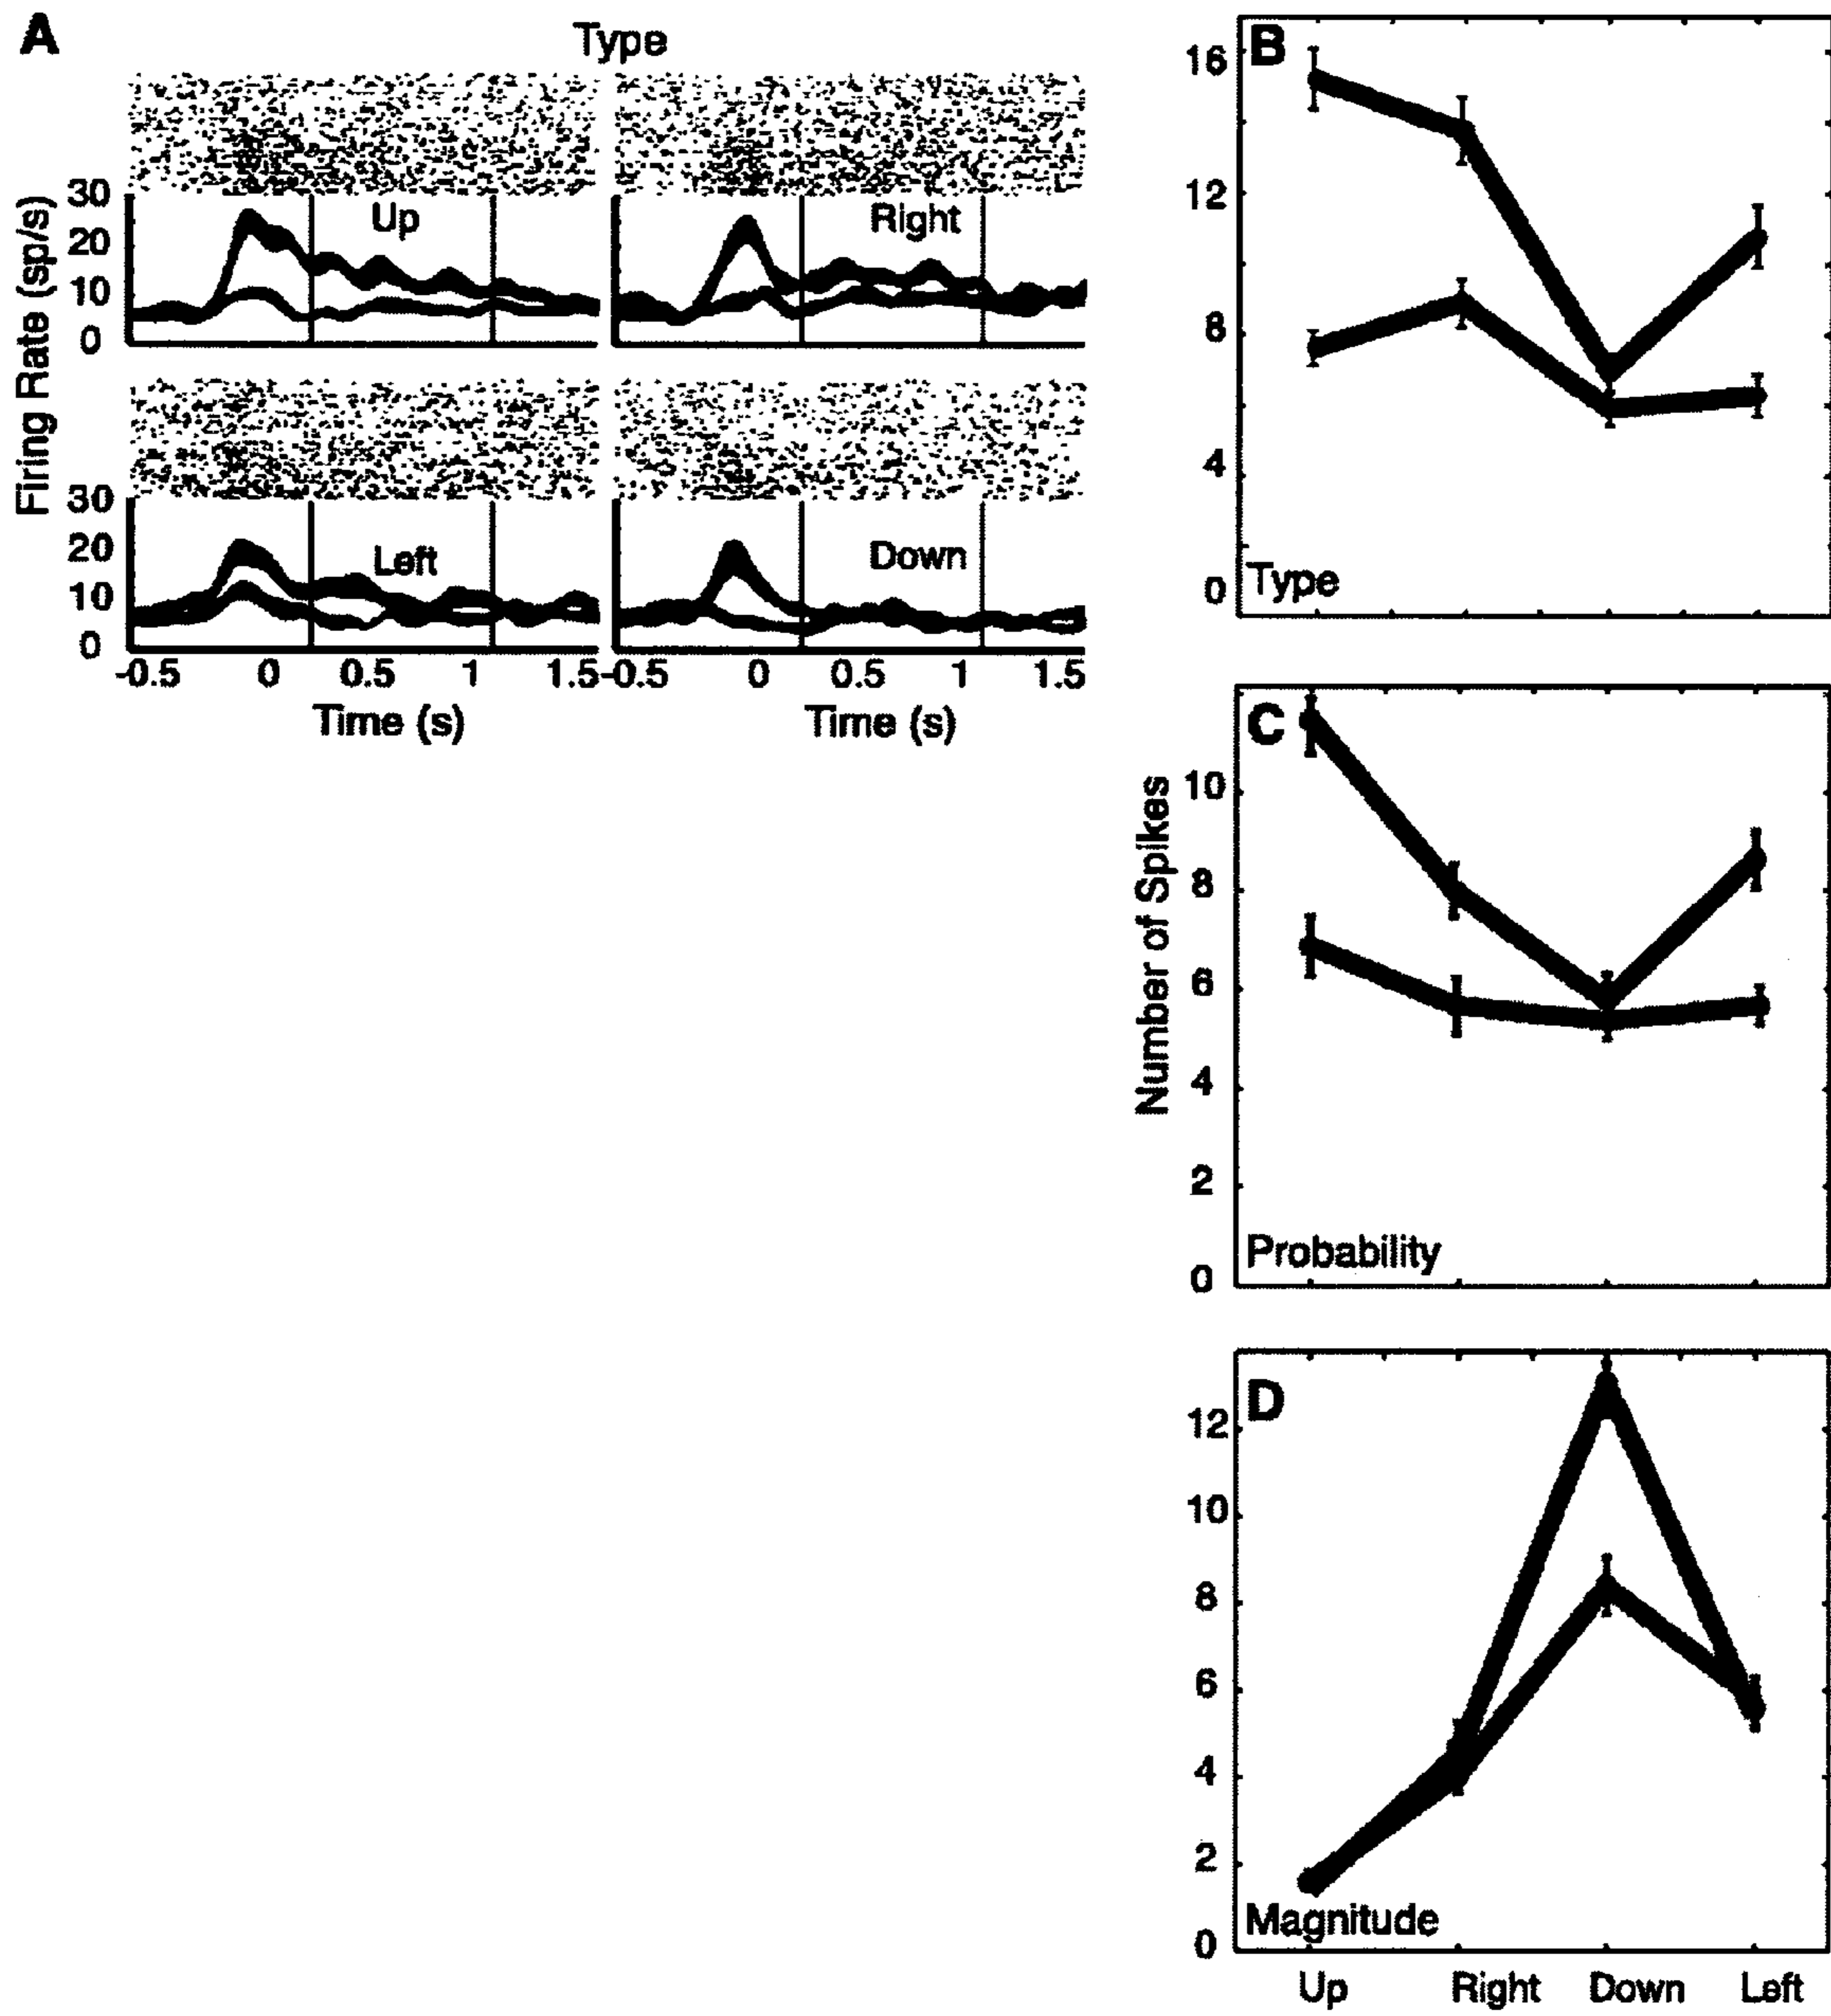 A
Type
Firing Rate (sp/s)
30
20
10
0
Up
Right
30
20
10
0
Left
Down
-0.5 0 0.5 1 1.5
-0.5 0 0.5 1 1.5
Time (s)
Time (s)
B
16
12
8
4
0
Type
C
Number of Spikes
10
8
6
4
2
0
Probability
D
12
10
8
6
4
2
0
Magnitude
Up Right Down Left